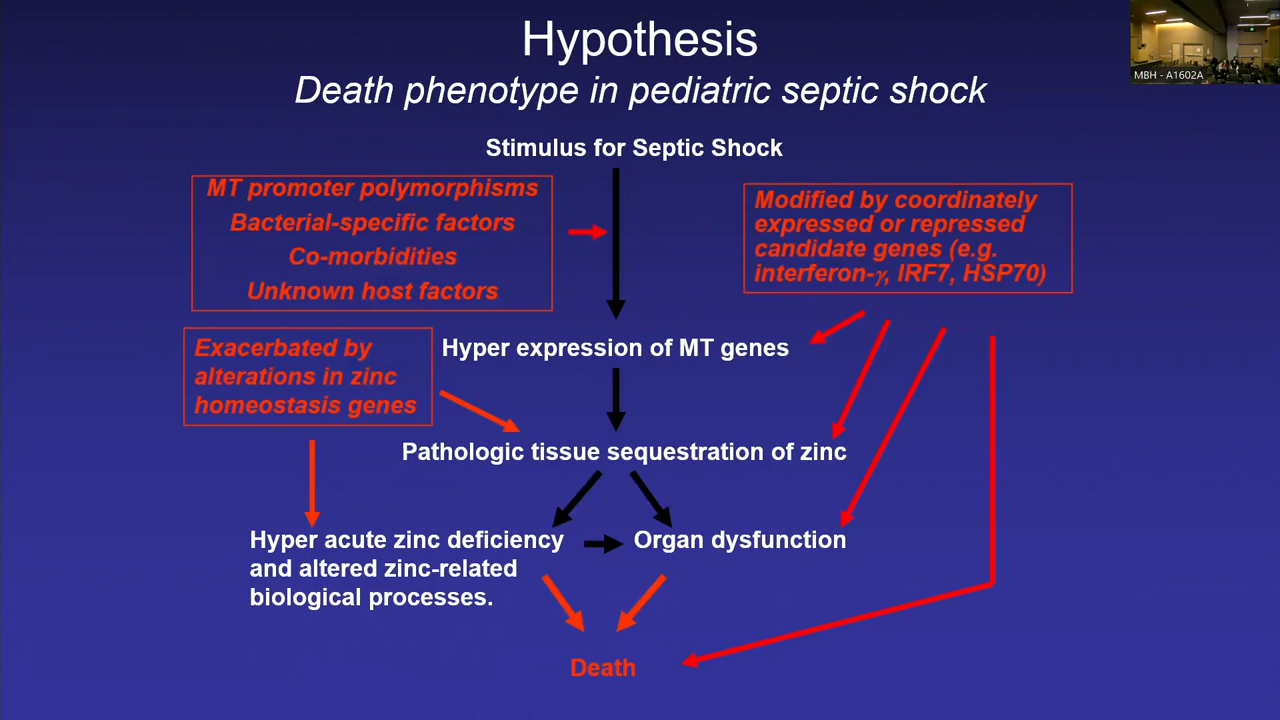 Hypothesis
Death phenotype in pediatric septic shock
MBH - A1602A
Stimulus for Septic Shock
MT promoter polymorphisms
Bacterial-specific factors
Co-morbidities
Unknown host factors
Modified by coordinately
expressed or repressed
candidate genes (e.g.
interferon-γ, IRF7, HSP70)
Exacerbated by
alterations in zinc
homeostasis genes
Hyper expression of MT genes
Pathologic tissue sequestration of zinc
Hyper acute zinc deficiency
and altered zinc-related
biological processes.
Organ dysfunction
Death